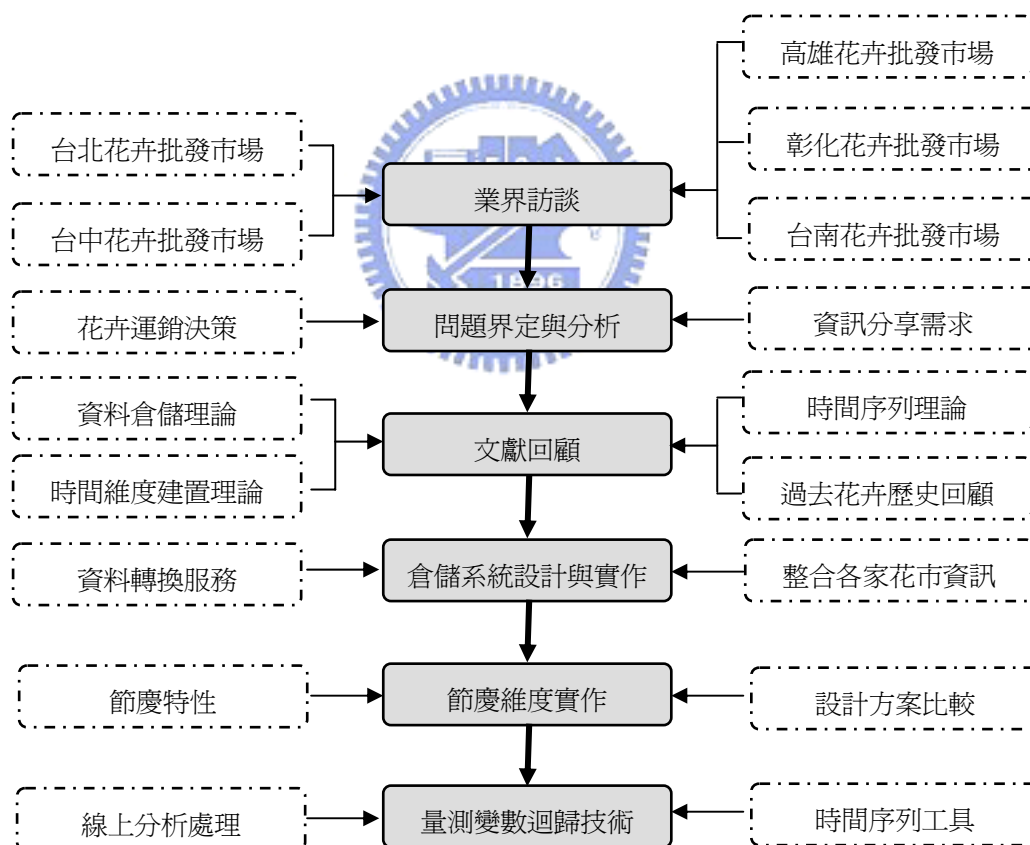 高雄花卉批發市場
台北花卉批發市場
彰化花卉批發市場
業界訪談
台中花卉批發市場
台南花卉批發市場
1896
花卉運銷決策
問題界定與分析
資訊分享需求
資料倉儲理論
時間序列理論
文獻回顧
時間維度建置理論
過去花卉歷史回顧
資料轉換服務
倉儲系統設計與實作
整合各家花市資訊
節慶特性
節慶維度實作
設計方案比較
線上分析處理
量測變數迴歸技術
時間序列工具